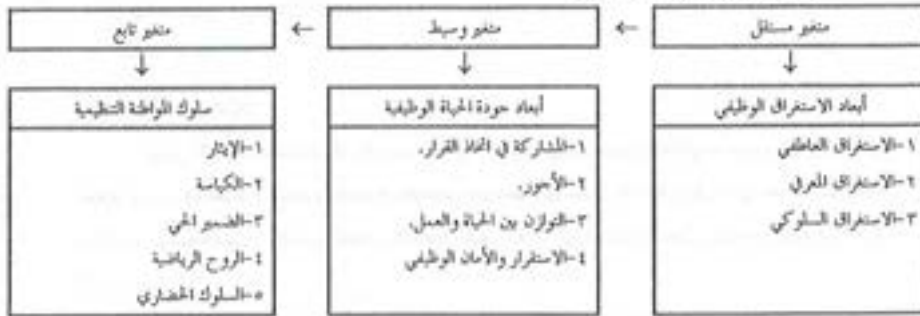 متغير مستقل
أبعاد الاستغراق الوظيفي
١-الاستغراق العاطفي
٢-الاستغراق المعرفي
٣-الاستغراق السلوكي
متغير وسيط
أبعاد جودة الحياة الوظيفية
١-المشاركة في اتخاذ القرار.
٢-الأجور.
٣-التوازن بين الحياة والعمل.
٤-الاستقرار والأمان الوظيفي
متغير تابع
سلوك المواطنة التنظيمية
١-الإيثار
٢-الكياسة
٣-الضمير الحي
٤-الروح الرياضية
٥-السلوك الحضاري